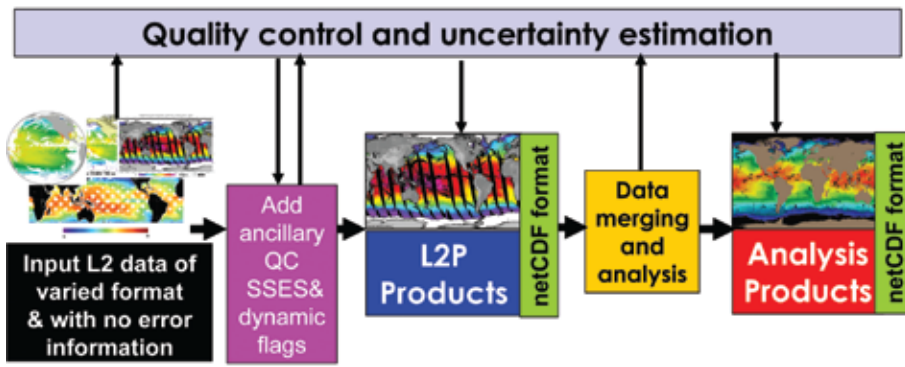 Quality control and uncertainty estimation
Input L2 data of
varied format
& with no error
information
Add
ancillary
QC
SSES&
dynamic
flags
L2P
Products
netCDF format
Data
merging
and
analysis
Analysis
Products
netCDF format